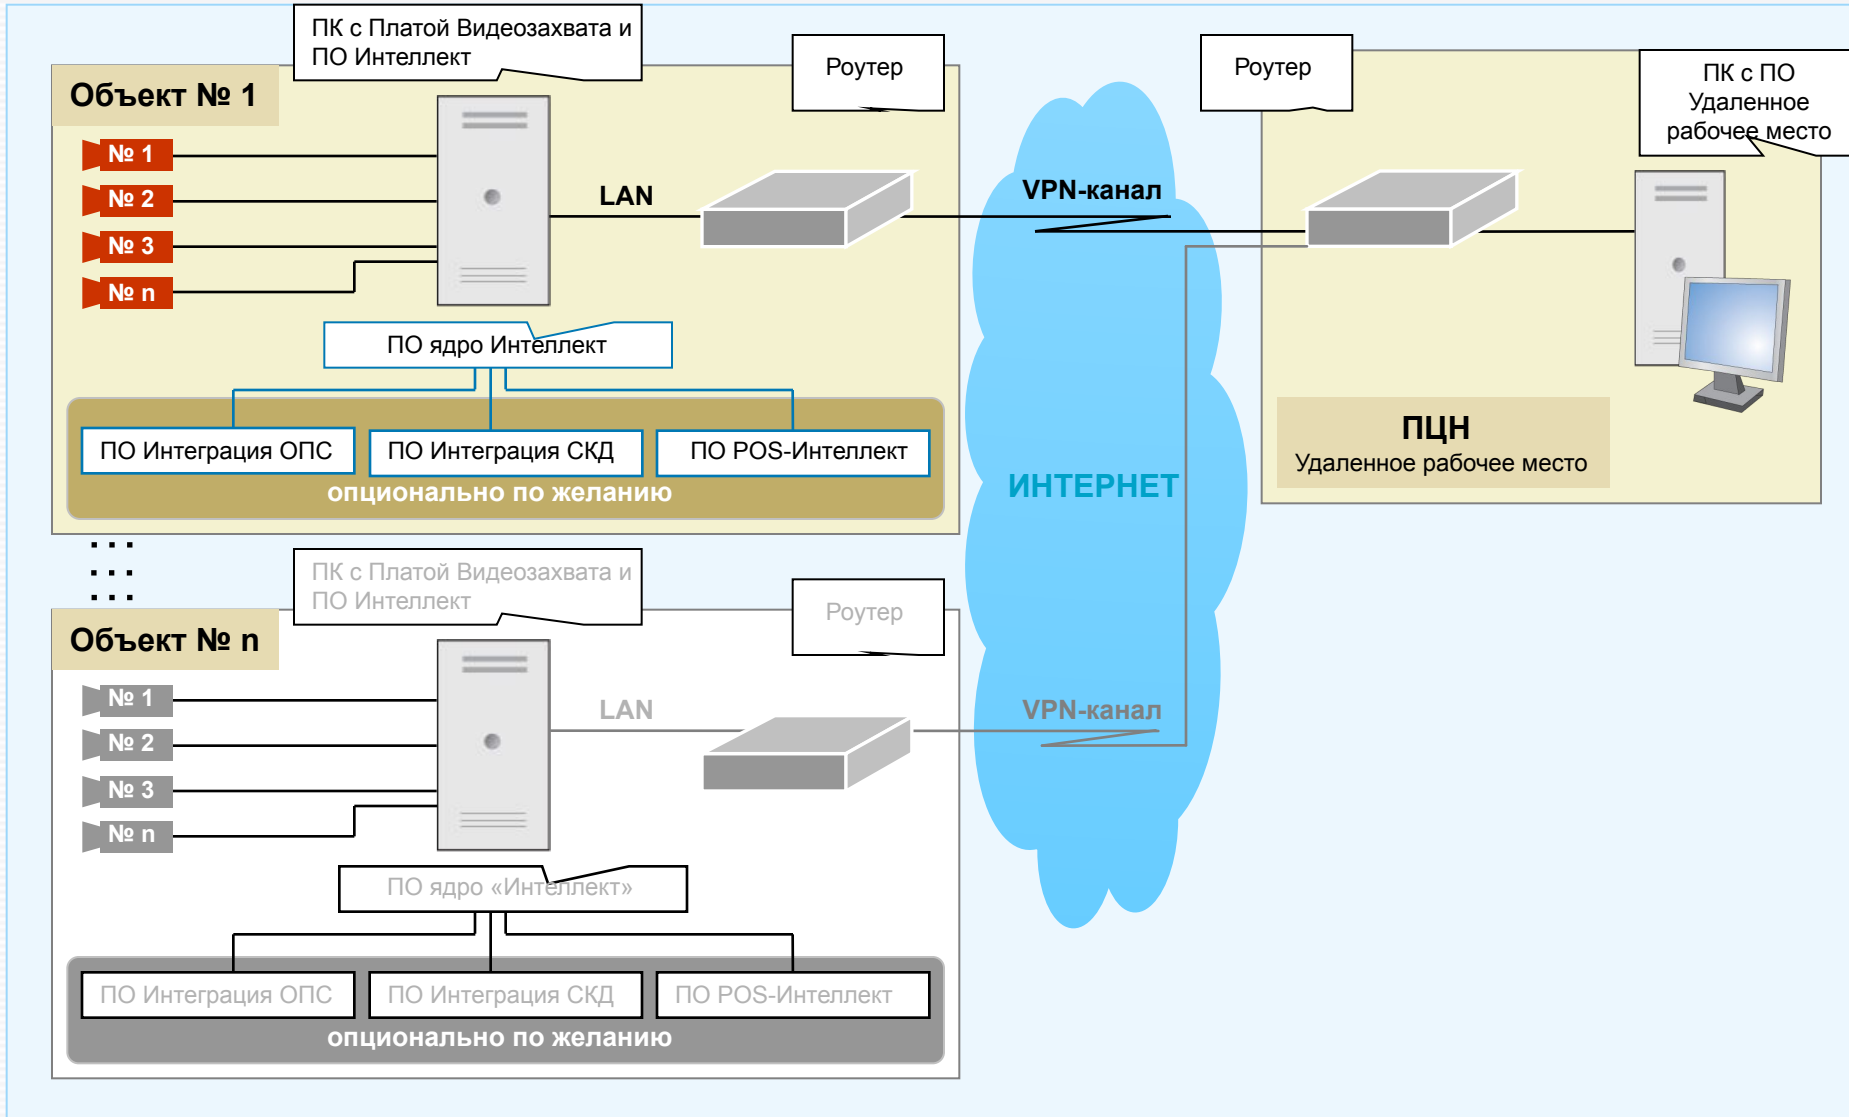 ПК с Платой Видеозахвата и
ПО Интеллект
Роутер
Роутер
ПК с ПО
Удаленное
рабочее место
Объект № 1
№ 1
№ 2
№ 3
№ n
LAN
VPN-канал
ПО ядро Интеллект
ПО Интеграция ОПС
ПО Интеграция СКД
ПО POS-Интеллект
опционально по желанию
ИНТЕРНЕТ
ПЦН
Удаленное рабочее место
. . .
. . .
. . .
ПК с Платой Видеозахвата и
ПО Интеллект
Роутер
Объект № n
№ 1
№ 2
№ 3
№ n
LAN
VPN-канал
ПО ядро «Интеллект»
ПО Интеграция ОПС
ПО Интеграция СКД
ПО POS-Интеллект
опционально по желанию